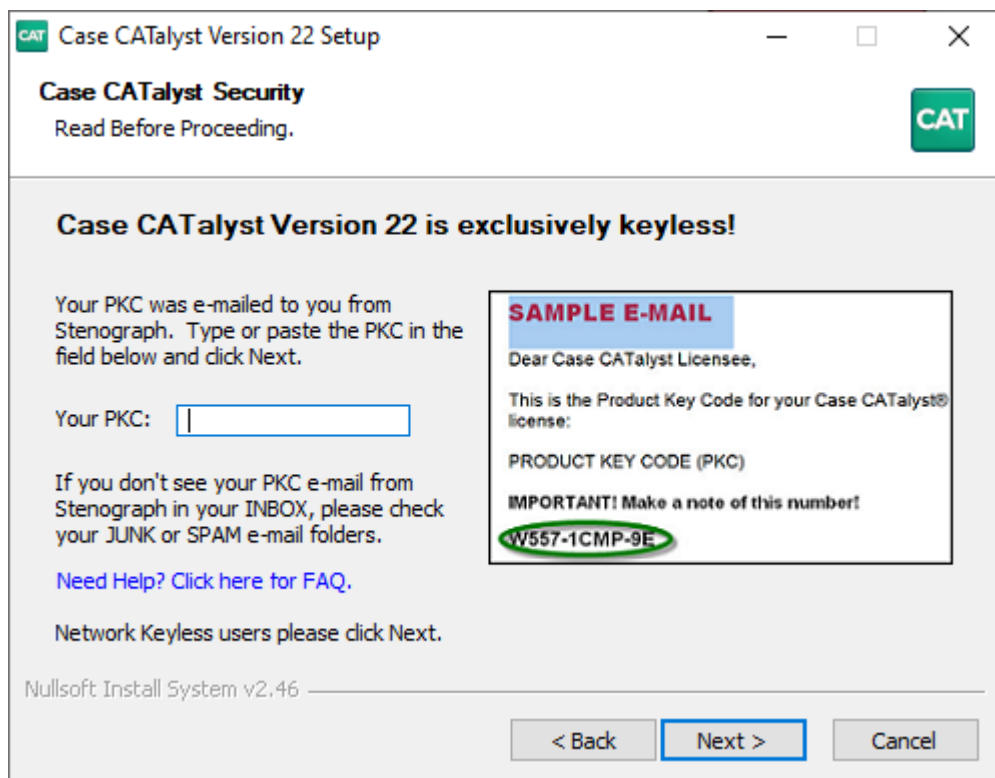 CAT Case CATalyst Version 22 Setup
Case CATalyst Security
Read Before Proceeding.
CAT
Case CATalyst Version 22 is exclusively keyless!
Your PKC was e-mailed to you from
Stenograph. Type or paste the PKC in the
field below and click Next.
Your PKC:
If you don't see your PKC e-mail from
Stenograph in your INBOX, please check
your JUNK or SPAM e-mail folders.
Need Help? Click here for FAQ.
Network Keyless users please click Next.
SAMPLE E-MAIL
Dear Case CATalyst Licensee,
This is the Product Key Code for your Case CATalyst®
license:
PRODUCT KEY CODE (PKC)
IMPORTANT! Make a note of this number!
W557-1CMP-9E
Nullsoft Install System v2.46
< Back
Next >
Cancel